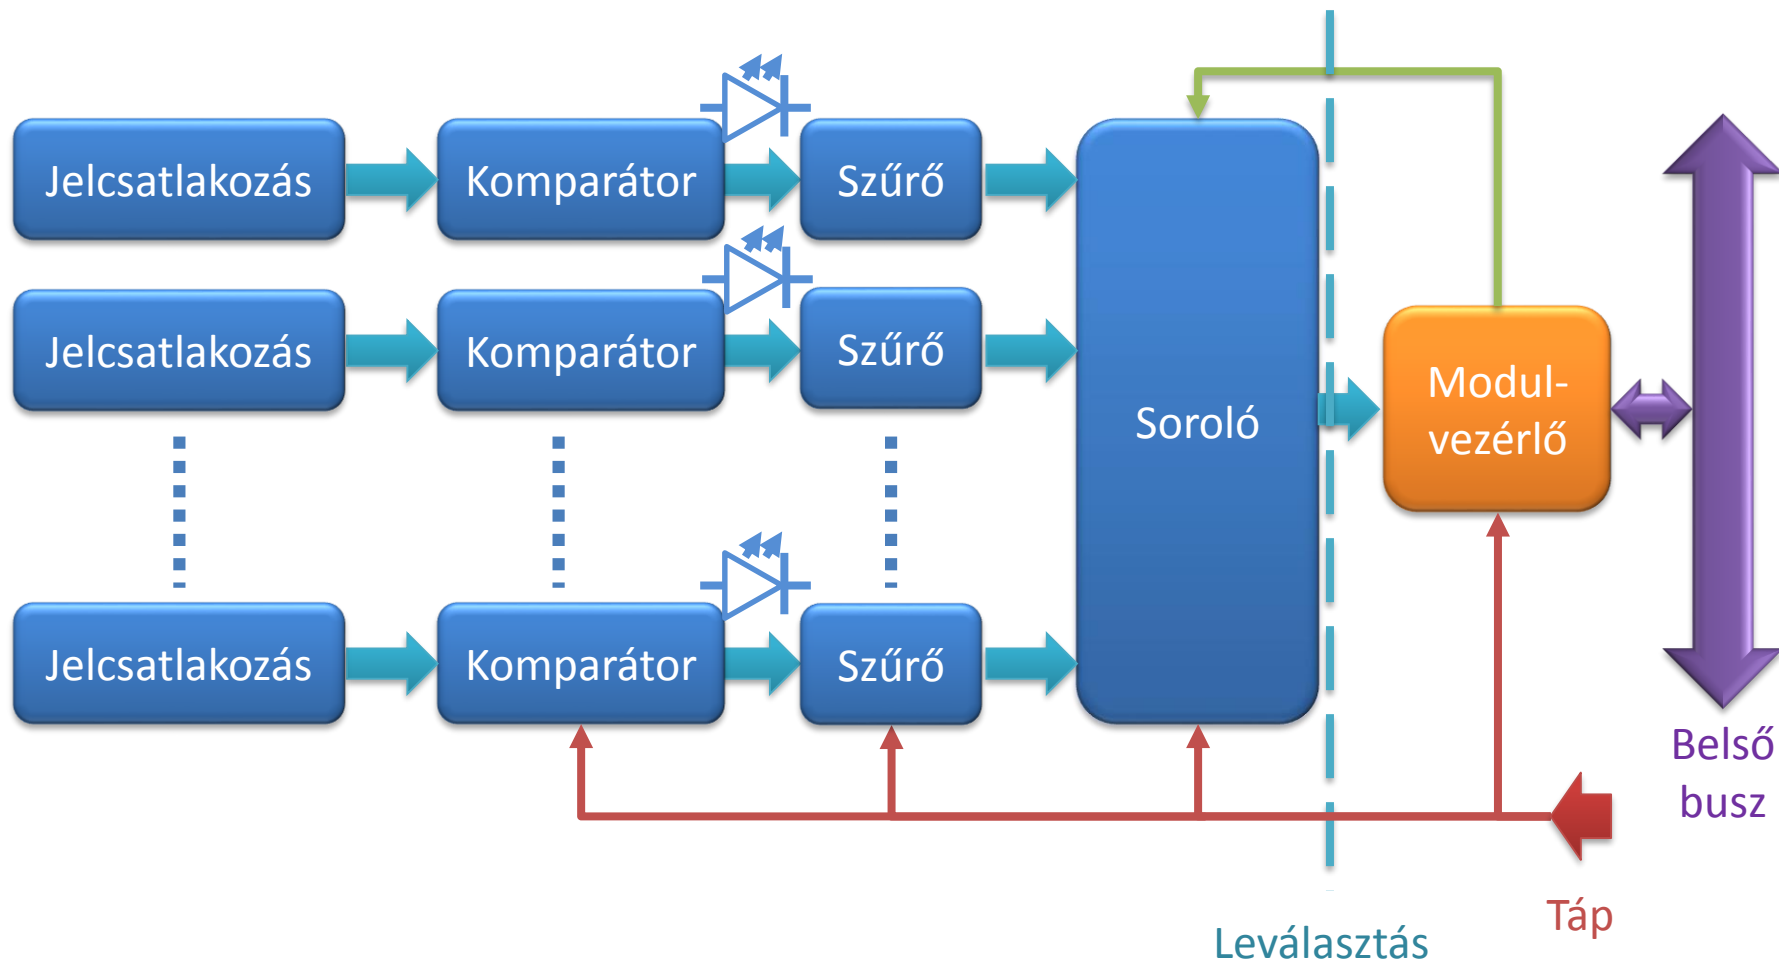 Jelcsatlakozás
Komparátor
Szűrő
Jelcsatlakozás
Komparátor
Szűrő
Soroló
Modul-
vezérlő
Jelcsatlakozás
Komparátor
Szűrő
Belső
busz
Táp
Leválasztás